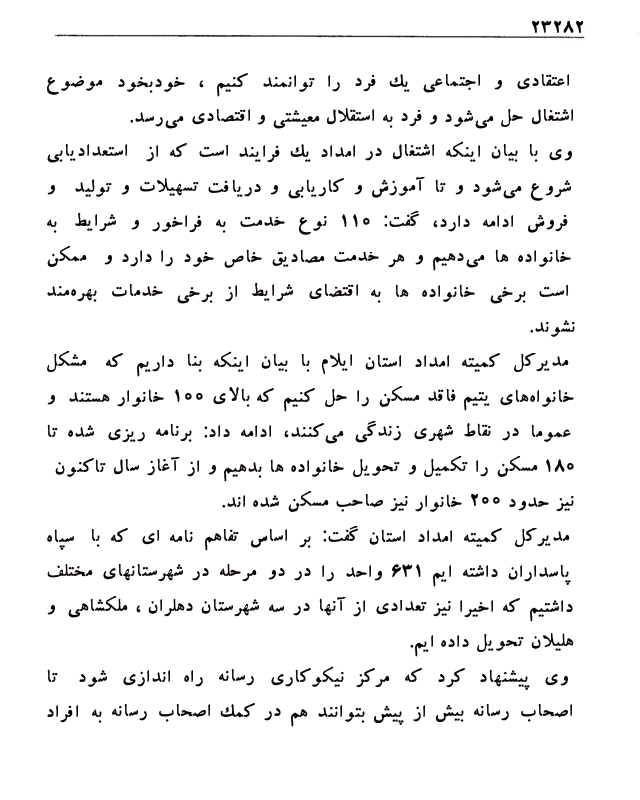 ۲۳۲۸۲
اعتقادی و اجتماعی یك فرد را توانمند کنیم ، خودبخود موضوع
اشتغال حل می‌شود و فرد به استقلال معیشتی و اقتصادی می‌رسد.
وی با بیان اینکه اشتغال در امداد یك فرایند است که از استعدادیابی
شروع می‌شود و تا آموزش و کاریابی و دریافت تسهیلات و تولید و
فروش ادامه دارد، گفت: ۱۱۰ نوع خدمت به فراخور و شرایط به
خانواده ها می‌دهیم و هر خدمت مصادیق خاص خود را دارد و ممکن
است برخی خانواده ها به اقتضای شرایط از برخی خدمات بهره‌مند
نشوند.
مدیرکل کمیته امداد استان ایلام با بیان اینکه بنا داریم که مشکل
خانواه‌های یتیم فاقد مسکن را حل کنیم که بالای ۱۰۰ خانوار هستند و
عموما در نقاط شهری زندگی می‌کنند، ادامه داد: برنامه ریزی شده تا
۱۸۰ مسکن را تکمیل و تحویل خانواده ها بدهیم و از آغاز سال تاکنون
نیز حدود ۲۰۰ خانوار نیز صاحب مسکن شده اند.
مدیرکل کمیته امداد استان گفت: بر اساس تفاهم نامه ای که با سپاه
پاسداران داشته ایم ۶۳۱ واحد را در دو مرحله در شهرستانهای مختلف
داشتیم که اخیرا نیز تعدادی از آنها در سه شهرستان دهلران ، ملکشاهی و
هلیلان تحویل داده ایم.
وی پیشنهاد کرد که مرکز نیکوکاری رسانه راه اندازی شود تا
اصحاب رسانه بیش از پیش بتوانند هم در کمك اصحاب رسانه به افراد